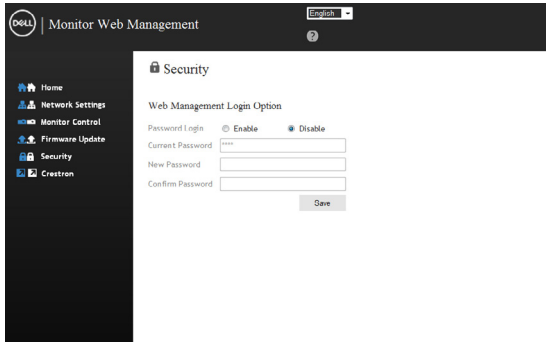 DELL Monitor Web Management English
?
Security
Home
Network Settings
Monitor Control
Firmware Update
Security
Crestron
Web Management Login Option
Password Login Enable Disable
Current Password ****
New Password
Confirm Password
Save